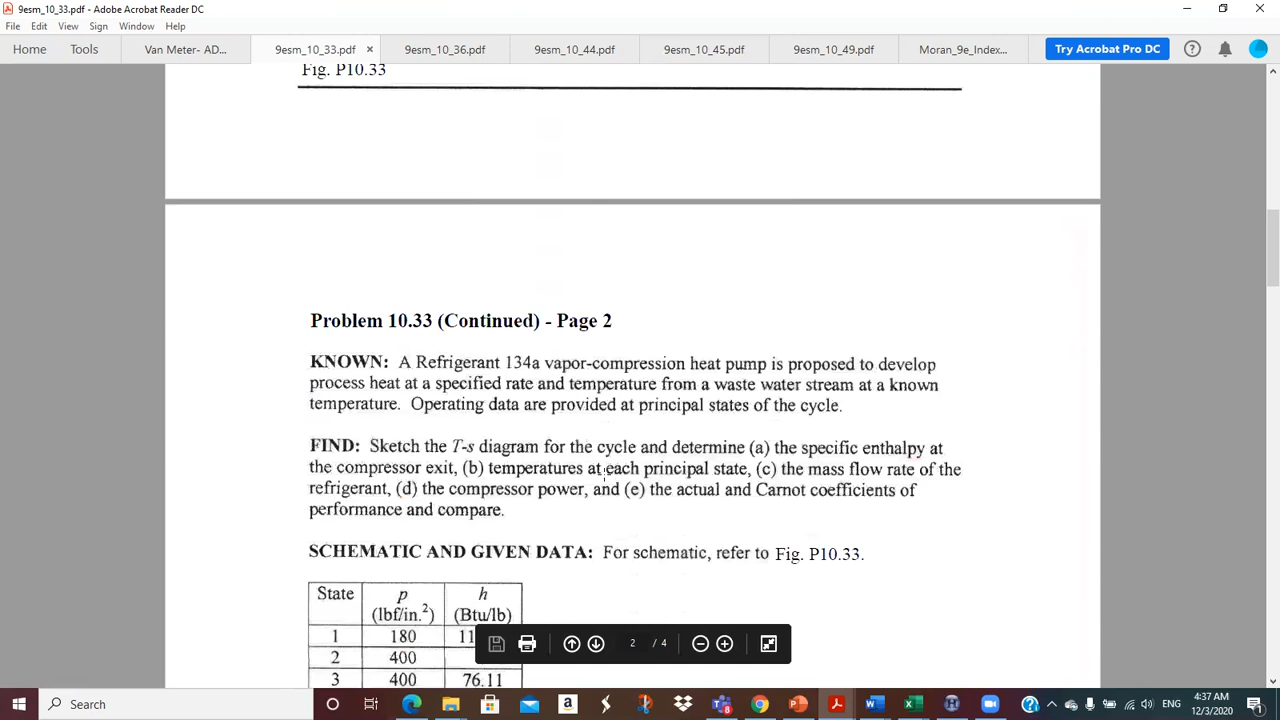 9esm_10_33.pdf - Adobe Acrobat Reader DC
File Edit View Sign Window Help
Home Tools Van Meter- AD... 9esm_10_33.pdf × 9esm_10_36.pdf 9esm_10_44.pdf 9esm_10_45.pdf 9esm_10_49.pdf Moran_9e_Index... Try Acrobat Pro DC
Fig. P10.33
Problem 10.33 (Continued) - Page 2
KNOWN: A Refrigerant 134a vapor-compression heat pump is proposed to develop
process heat at a specified rate and temperature from a waste water stream at a known
temperature. Operating data are provided at principal states of the cycle.
FIND: Sketch the T-s diagram for the cycle and determine (a) the specific enthalpy at
the compressor exit, (b) temperatures at each principal state, (c) the mass flow rate of the
refrigerant, (d) the compressor power, and (e) the actual and Carnot coefficients of
performance and compare.
SCHEMATIC AND GIVEN DATA: For schematic, refer to Fig. P10.33.
State p h
(lbf/in.²) (Btu/lb)
1 180
2 400
3 400 76.11
2 / 4
Search
ENG
4:37 AM
12/3/2020